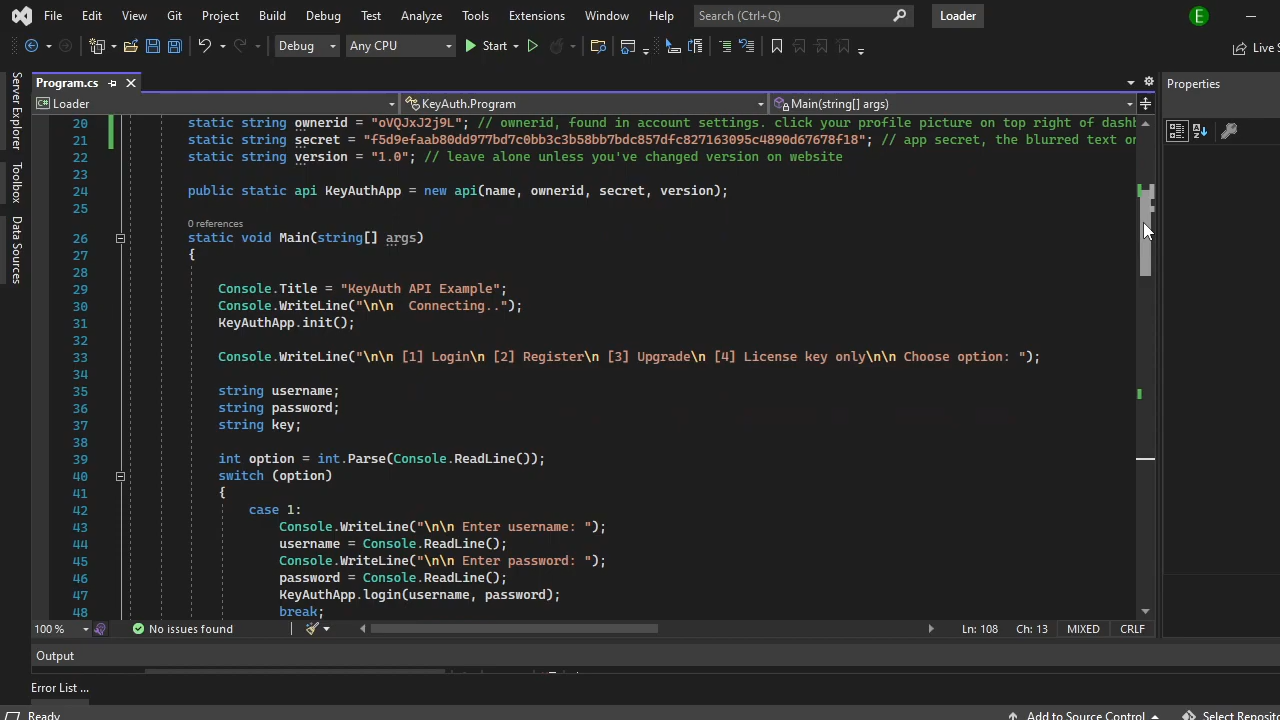 File Edit View Git Project Build Debug Test Analyze Tools Extensions Window Help Search (Ctrl+Q) Loader E
Debug Any CPU Start Live S
Server Explorer
Toolbox
Data Sources
Program.cs Properties
C# Loader KeyAuth.Program Main(string[] args)
20 static string ownerid = "oVQJxJ2j9L"; // ownerid, found in account settings. click your profile picture on top right of dash
21 static string secret = "f5d9efaab80dd977bd7c0bb3c3b58bb7bdc857dfc827163095c4890d67678f18"; // app secret, the blurred text on
22 static string version = "1.0"; // leave alone unless you've changed version on website
23
24 public static api KeyAuthApp = new api(name, ownerid, secret, version);
25
0 references
26 static void Main(string[] args)
27 {
28
29 Console.Title = "KeyAuth API Example";
30 Console.WriteLine("\n\n  Connecting..");
31 KeyAuthApp.init();
32
33 Console.WriteLine("\n\n [1] Login\n [2] Register\n [3] Upgrade\n [4] License key only\n\n Choose option: ");
34
35 string username;
36 string password;
37 string key;
38
39 int option = int.Parse(Console.ReadLine());
40 switch (option)
41 {
42 case 1:
43 Console.WriteLine("\n\n Enter username: ");
44 username = Console.ReadLine();
45 Console.WriteLine("\n\n Enter password: ");
46 password = Console.ReadLine();
47 KeyAuthApp.login(username, password);
48 break;
100 % No issues found Ln: 108 Ch: 13 MIXED CRLF
Output
Error List ...
Ready Add to Source Control Select Reposito